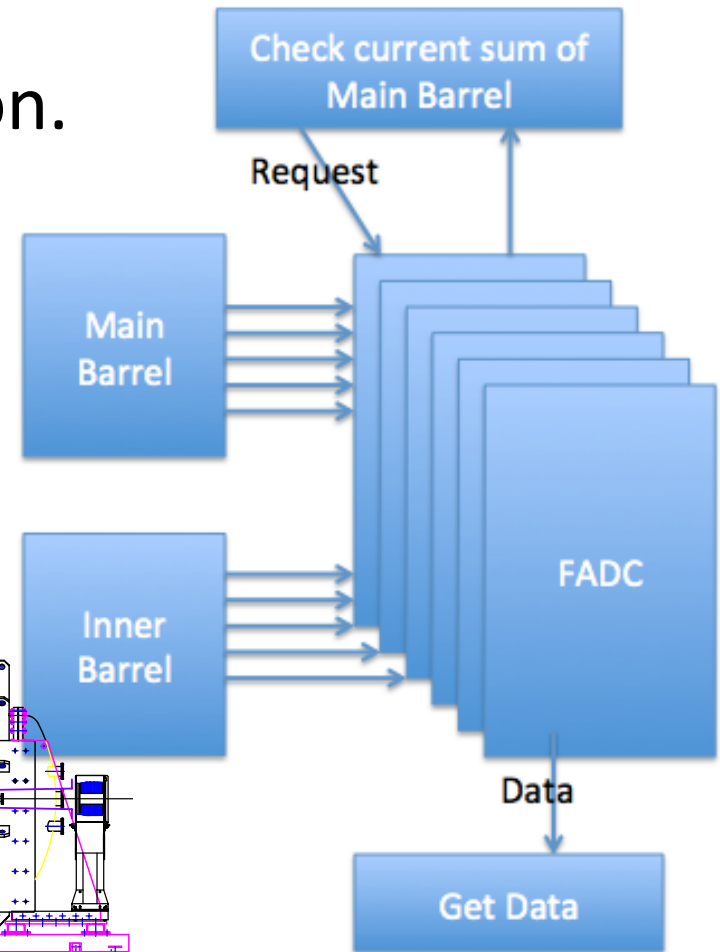 Check current sum of
Main Barrel
on.
Request
Main
Barrel
Inner
Barrel
FADC
Data
Get Data